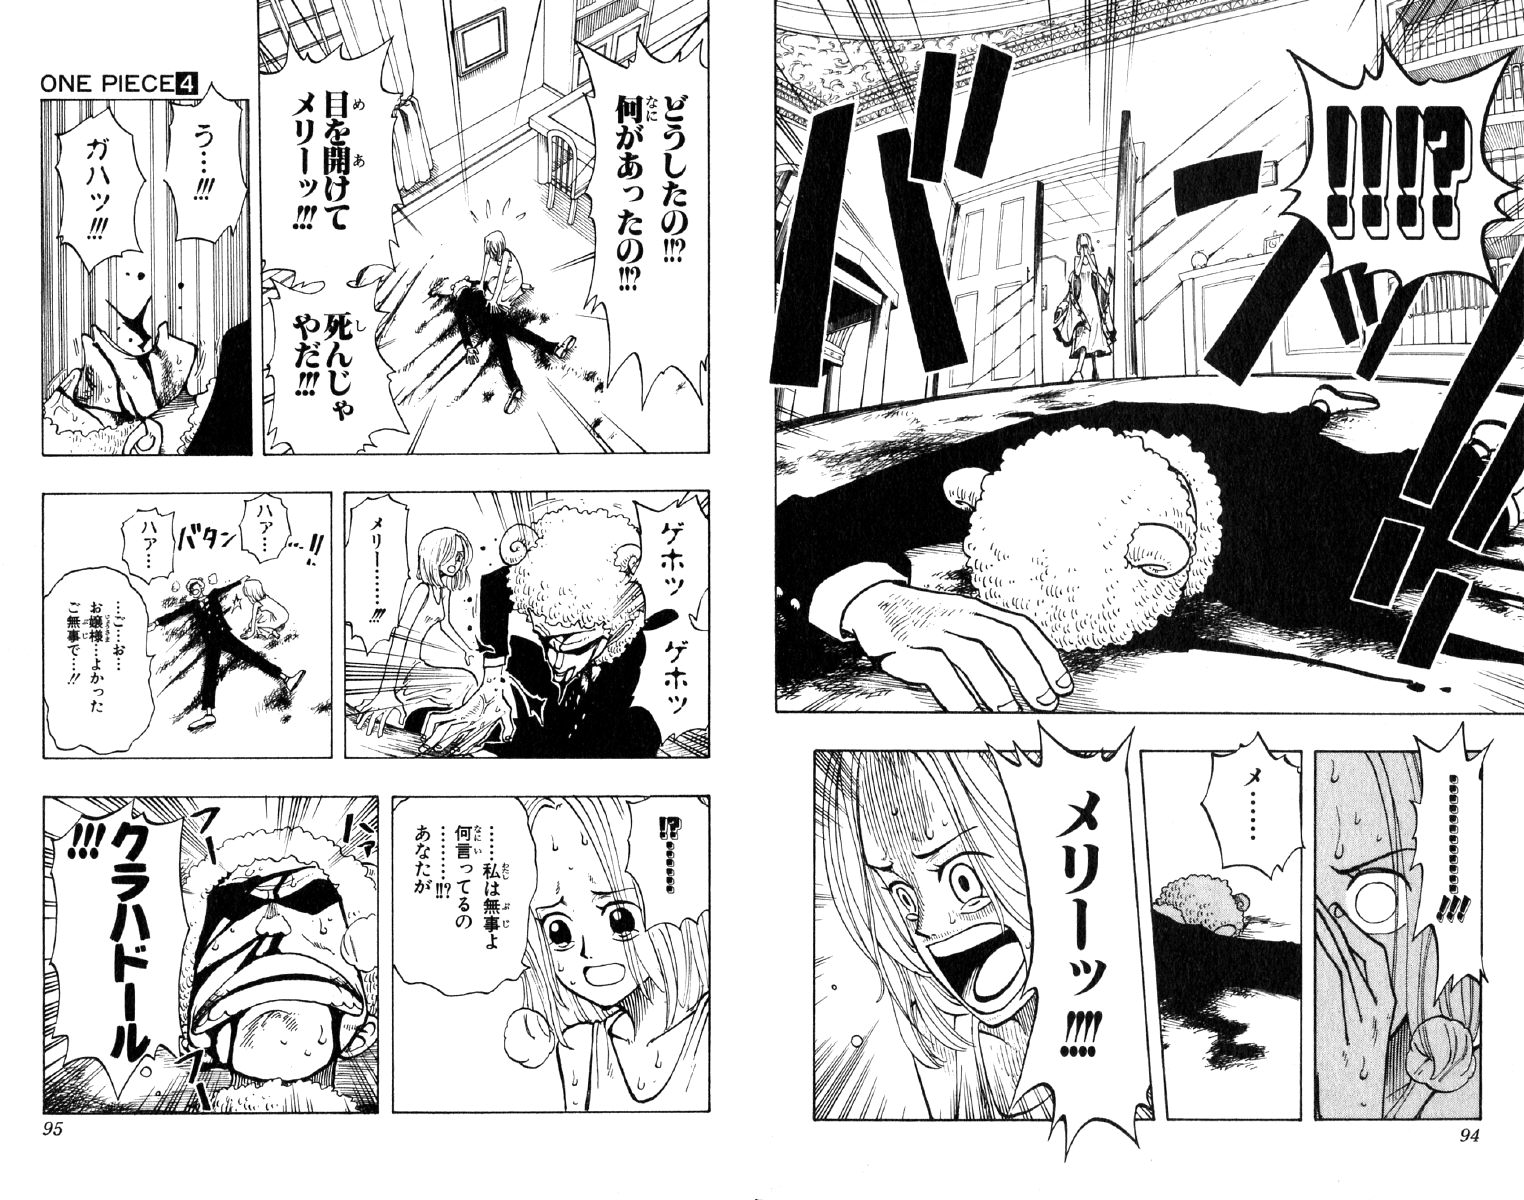 !!!!?
バーンッ!!!
…………!!!
メ……
メリーッ!!!!
94
ONE PIECE 4
どうしたの!!?
何があったの!!?
目を開けて
メリーッ!!!
死んじゃ
やだ!!!
う…!!!
ガハッ!!!
ゲホッ
ゲホッ
メリー………!!!
…!!
ハァ…
バタン
ハァ…
…ご…お…
お嬢様…よかった
ご無事で…!!
!?…………
……私は無事よ
何言ってるの
あなたが
………!!?
ハァ
フー
クラハドール
!!!
フー
95